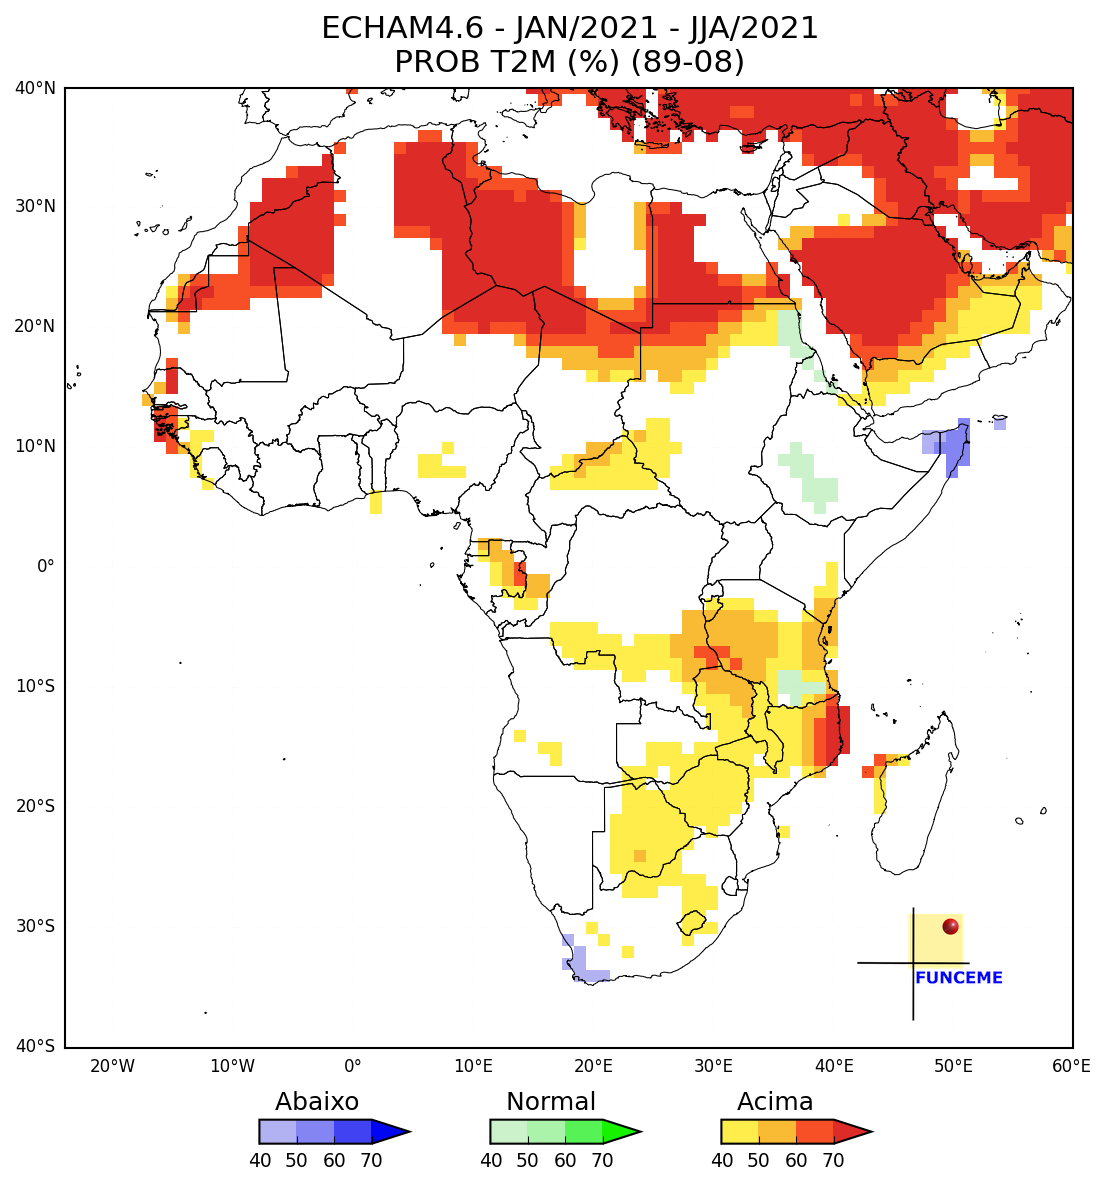 ECHAM4.6 - JAN/2021 - JJA/2021
PROB T2M (%) (89-08)
40°N
30°N
20°N
10°N
0°
10°S
20°S
30°S
40°S
FUNCEME
20°W 10°W 0° 10°E 20°E 30°E 40°E 50°E 60°E
Abaixo Normal Acima
40 50 60 70 40 50 60 70 40 50 60 70